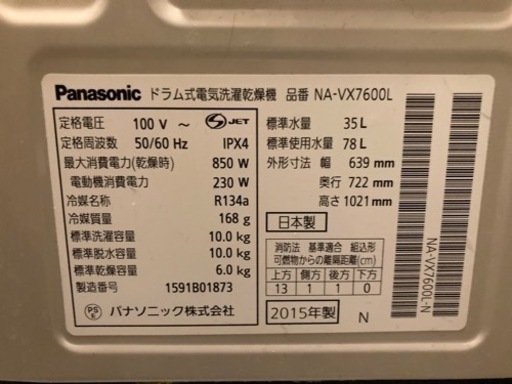 Panasonic ドラム式電気洗濯乾燥機 品番 NA-VX7600L
定格電圧 100 V ～ S JET
定格周波数 50/60 Hz IPX4
最大消費電力(乾燥時) 850 W
電動機消費電力 230 W
冷媒名称 R134a
冷媒質量 168 g
標準洗濯容量 10.0 kg
標準脱水容量 10.0 kg
標準乾燥容量 6.0 kg
製造番号 1591B01873
PS E パナソニック株式会社
標準水量 35 L
標準使用水量 78 L
外形寸法 幅 639 mm
奥行 722 mm
高さ 1021 mm
日本製
消防法 基準適合 組込形
可燃物からの離隔距離(cm)
上方 側方 後方 下方
13 1 1 0
2015年製 N
NA-VX7600L-N